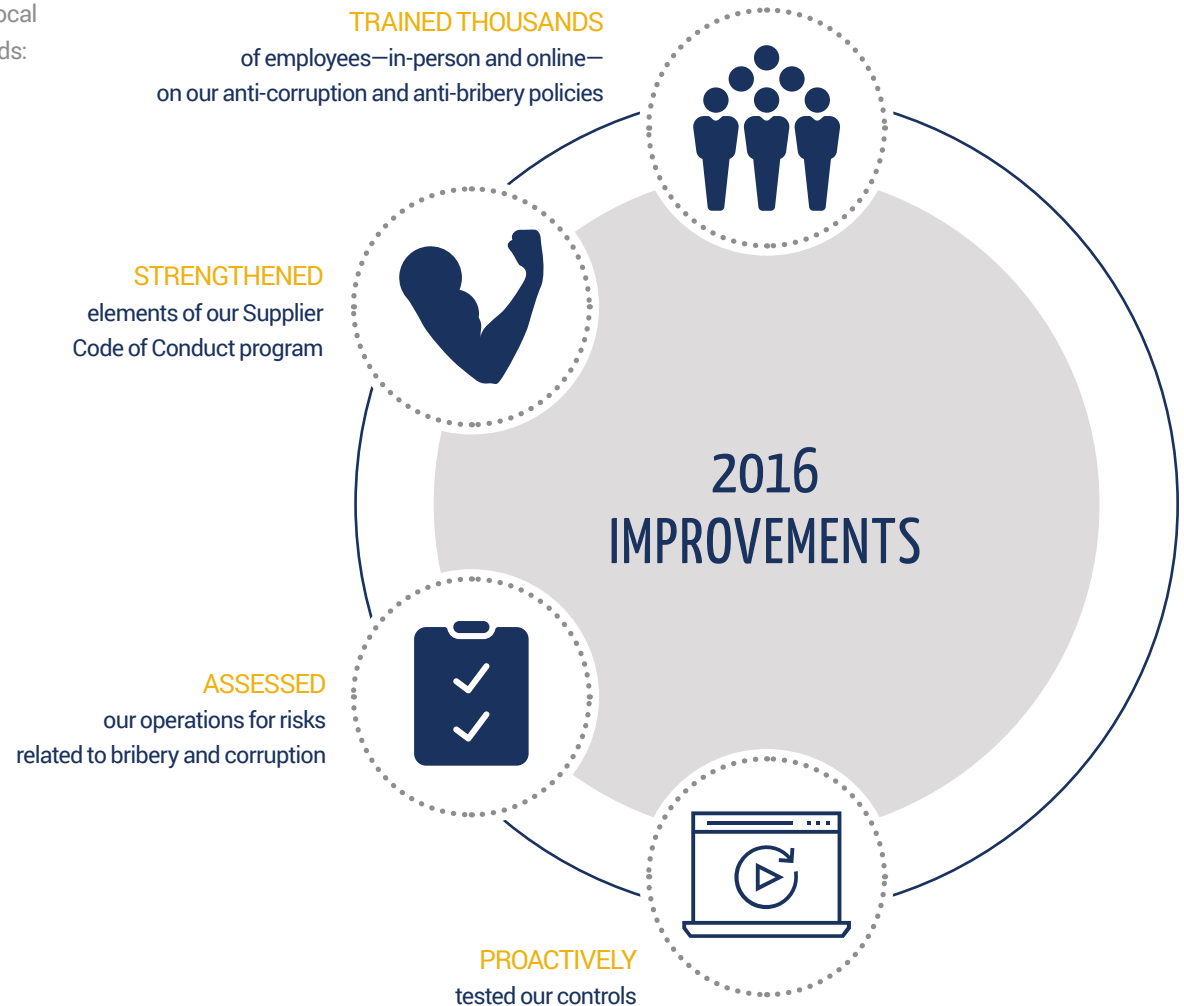 TRAINED THOUSANDS
of employees—in-person and online—
on our anti-corruption and anti-bribery policies
STRENGTHENED
elements of our Supplier
Code of Conduct program
2016
IMPROVEMENTS
ASSESSED
our operations for risks
related to bribery and corruption
PROACTIVELY
tested our controls